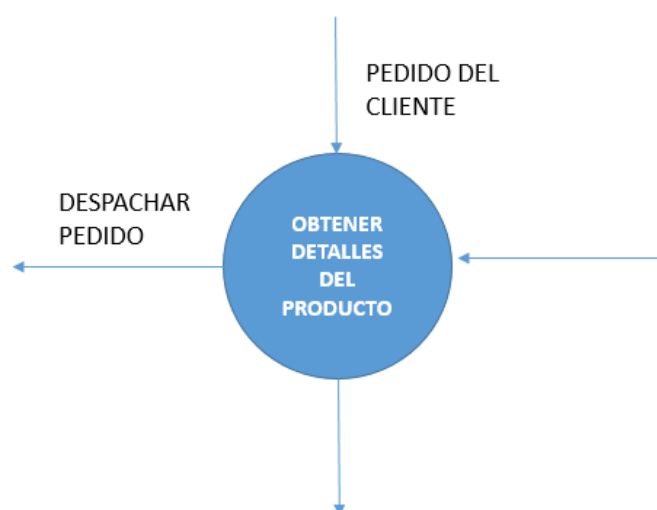 PEDIDO DEL
CLIENTE
DESPACHAR
PEDIDO
OBTENER
DETALLES
DEL
PRODUCTO